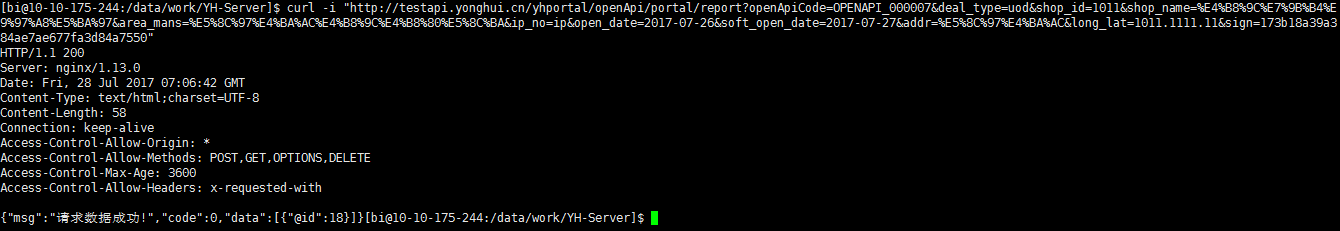 [bi@10-10-175-244:/data/work/YH-Server]$ curl -i "http://testapi.yonghui.cn/yhportal/openApi/portal/report?openApiCode=OPENAPI_000007&deal_type=uod&shop_id=1011&shop_name=%E4%B8%9C%E7%9B%B4%E
9%97%A8%E5%BA%97&area_mans=%E5%8C%97%E4%BA%AC%E4%B8%9C%E4%B8%80%E5%8C%BA&ip_no=ip&open_date=2017-07-26&soft_open_date=2017-07-27&addr=%E5%8C%97%E4%BA%AC&long_lat=1011.1111.11&sign=173b18a39a3
84ae7ae677fa3d84a7550"
HTTP/1.1 200
Server: nginx/1.13.0
Date: Fri, 28 Jul 2017 07:06:42 GMT
Content-Type: text/html;charset=UTF-8
Content-Length: 58
Connection: keep-alive
Access-Control-Allow-Origin: *
Access-Control-Allow-Methods: POST,GET,OPTIONS,DELETE
Access-Control-Max-Age: 3600
Access-Control-Allow-Headers: x-requested-with
{"msg":"请求数据成功!","code":0,"data":[{"@id":18}]}[bi@10-10-175-244:/data/work/YH-Server]$